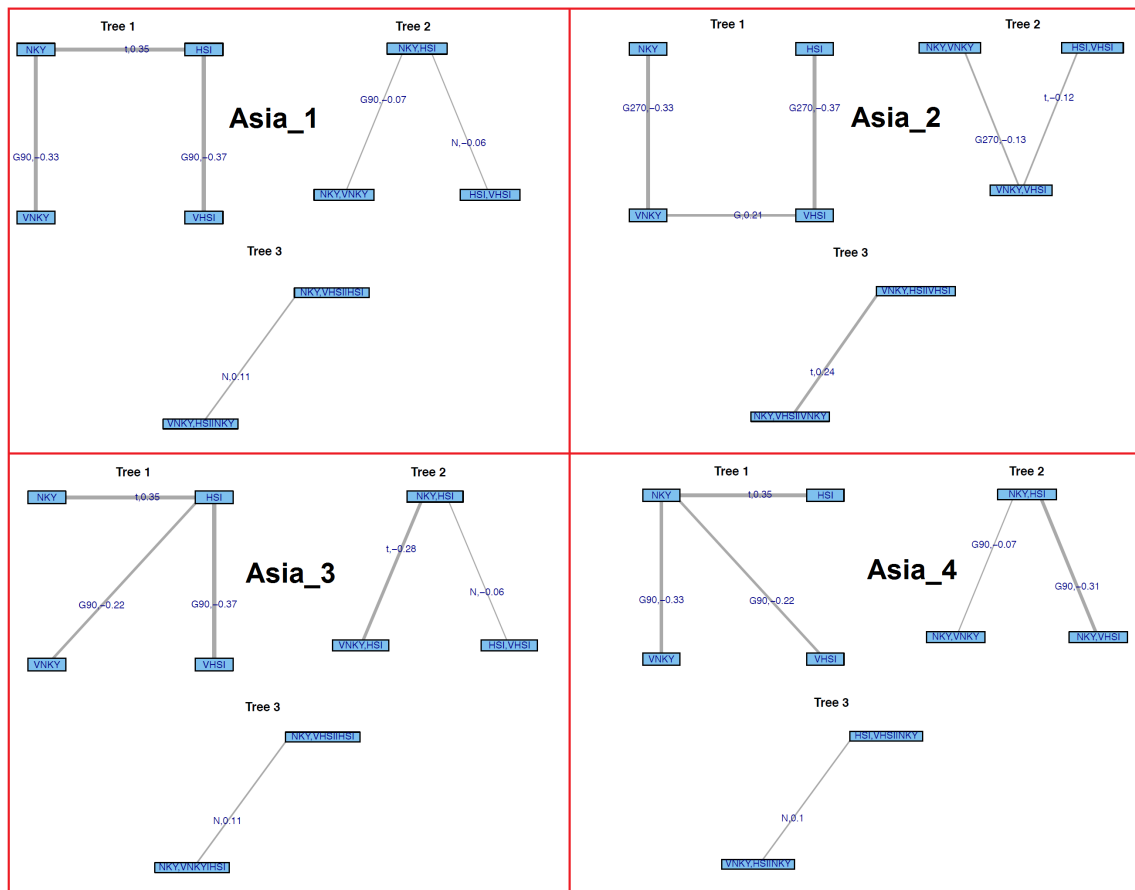 Tree 1
Tree 2
NKY
t,0.35
HSI
NKY,HSI
G90,−0.07
Asia_1
N,−0.06
G90,−0.33
G90,−0.37
NKY,VNKY
HSI,VHSI
VNKY
VHSI
Tree 3
NKY,VHSI|HSI
N,0.11
VNKY,HSI|NKY
Tree 1
Tree 2
NKY
HSI
NKY,VNKY
HSI,VHSI
G270,−0.33
G270,−0.37
t,−0.12
Asia_2
G270,−0.13
VNKY,VHSI
VNKY
G,0.21
VHSI
Tree 3
VNKY,HSI|VHSI
t,0.24
NKY,VHSI|VNKY
Tree 1
Tree 2
NKY
t,0.35
HSI
NKY,HSI
t,−0.28
Asia_3
N,−0.06
G90,−0.22
G90,−0.37
VNKY,HSI
HSI,VHSI
VNKY
VHSI
Tree 3
NKY,VHSI|HSI
N,0.11
NKY,VNKY|HSI
Tree 1
Tree 2
NKY
t,0.35
HSI
NKY,HSI
G90,−0.07
Asia_4
G90,−0.31
G90,−0.33
G90,−0.22
NKY,VNKY
NKY,VHSI
VNKY
VHSI
Tree 3
HSI,VHSI|NKY
N,0.1
VNKY,HSI|NKY